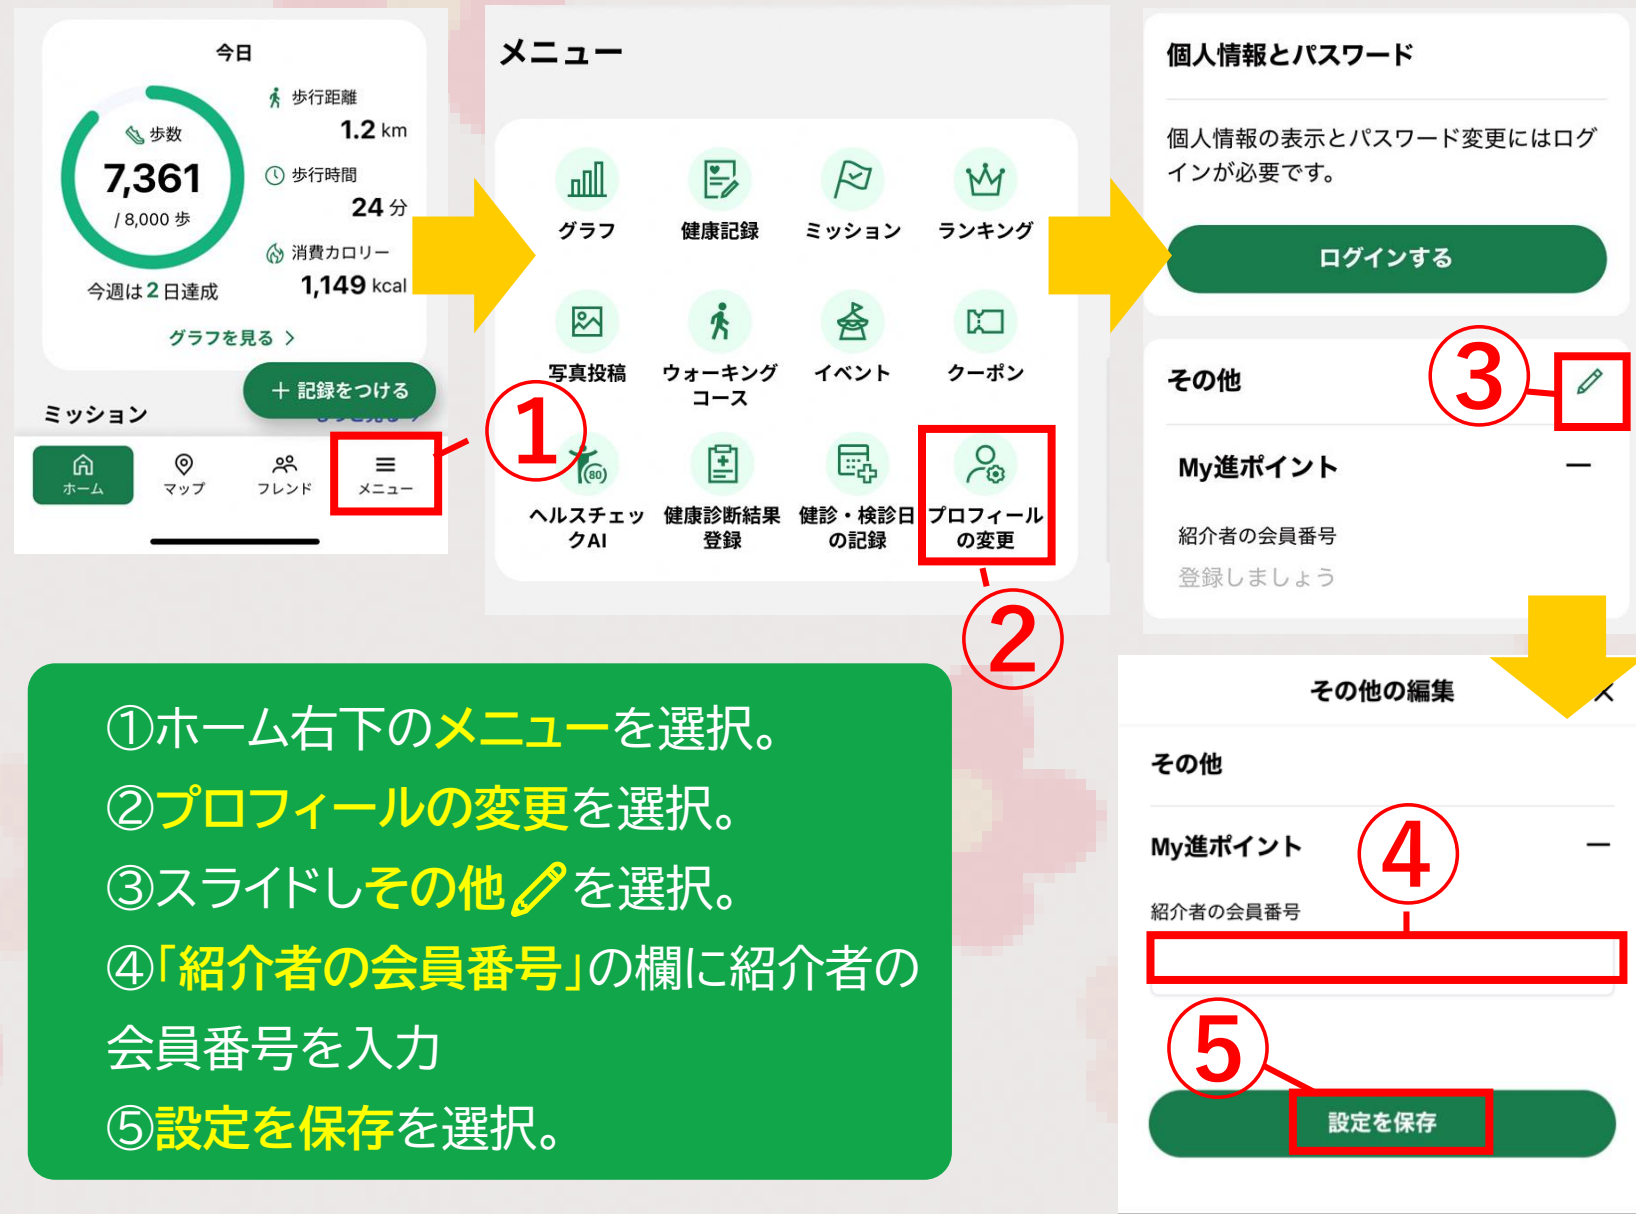 今日
歩数
7,361
/ 8,000 歩
今週は2日達成
歩行距離
1.2 km
歩行時間
24 分
消費カロリー
1,149 kcal
グラフを見る >
+ 記録をつける
ミッション
ホーム
マップ
フレンド
メニュー
①
メニュー
グラフ
健康記録
ミッション
ランキング
写真投稿
ウォーキング
コース
イベント
クーポン
(80)
ヘルスチェッ
クAI
健康診断結果
登録
健診・検診日
の記録
プロフィール
の変更
②
個人情報とパスワード
個人情報の表示とパスワード変更にはログ
インが必要です。
ログインする
③
その他
My進ポイント
紹介者の会員番号
登録しましょう
その他の編集
その他
My進ポイント
④
紹介者の会員番号
⑤
設定を保存
①ホーム右下のメニューを選択。
②プロフィールの変更を選択。
③スライドしその他を選択。
④「紹介者の会員番号」の欄に紹介者の
会員番号を入力
⑤設定を保存を選択。